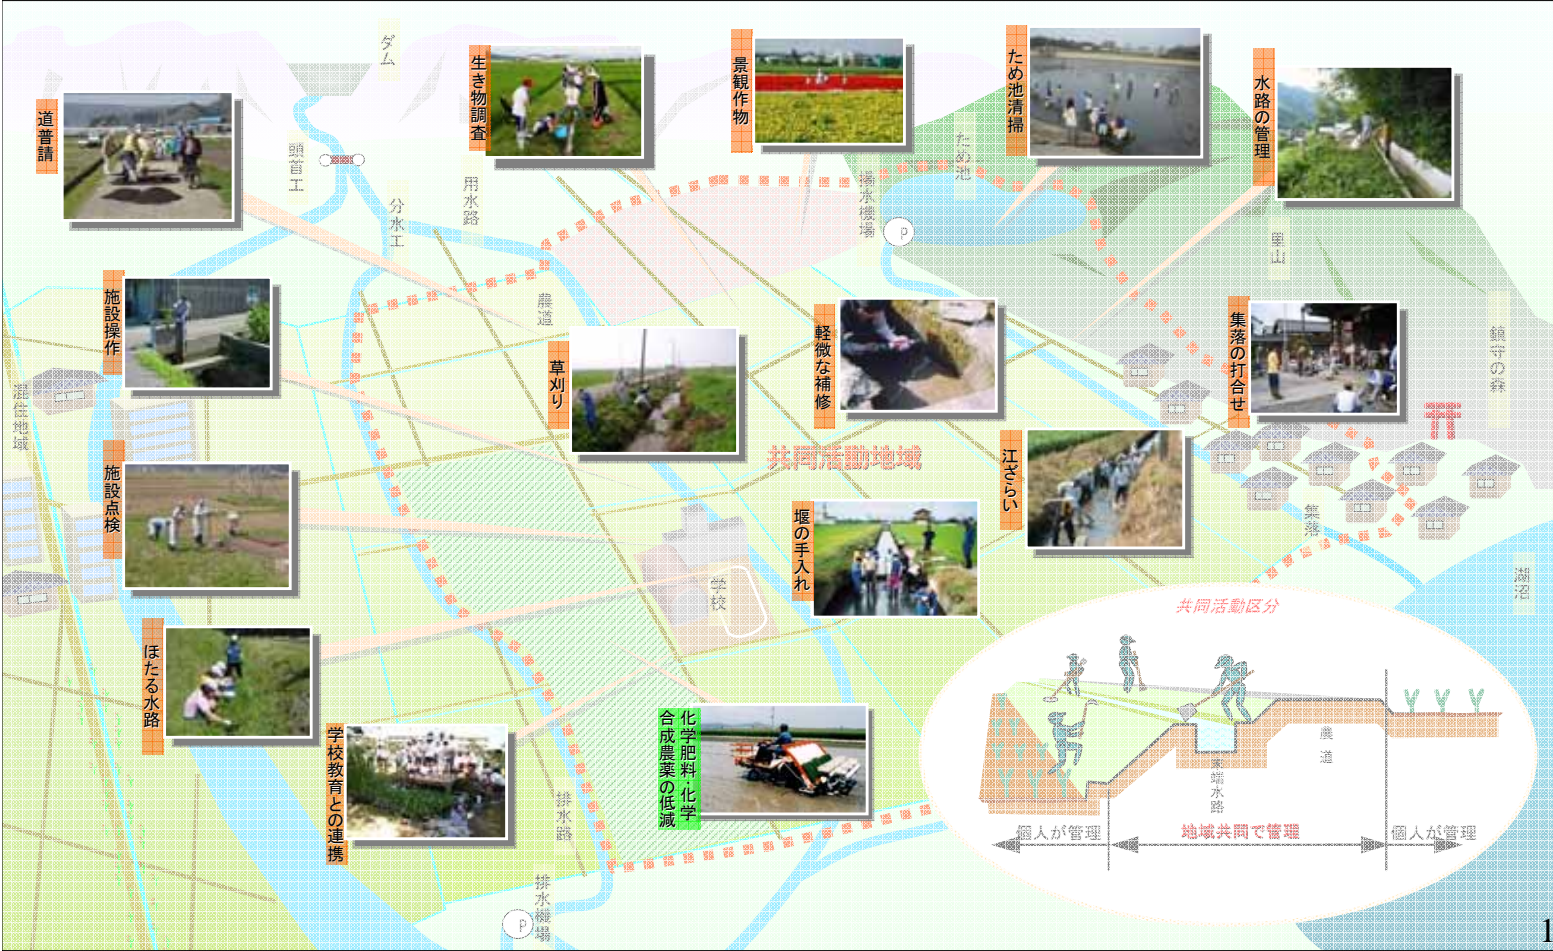 ダム
生き物調査
景観作物
ため池清掃
水路の管理
道普請
頭首工
分水工
用水路
揚水機場
ため池
P
里山
鎮守の森
施設操作
農道
草刈り
軽微な補修
集落の打合せ
混住地域
共同活動地域
施設点検
江ざらい
堰の手入れ
集落
学校
湖沼
ほたる水路
学校教育との連携
化学肥料・化学
合成農薬の低減
排水路
排水機場
P
共同活動区分
農道
末端水路
個人が管理
地域共同で管理
個人が管理
1